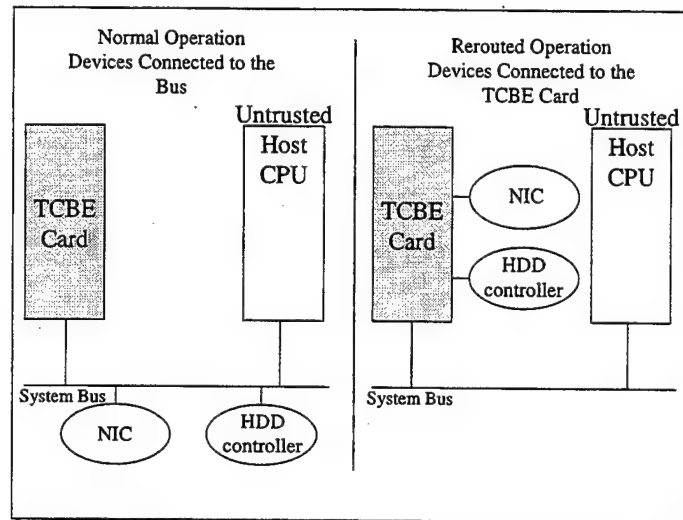 Normal Operation
Devices Connected to the
Bus
Untrusted
Host
CPU
TCBE
Card
System Bus
NIC
HDD
controller
Rerouted Operation
Devices Connected to the
TCBE Card
Untrusted
Host
CPU
TCBE
Card
NIC
HDD
controller
System Bus